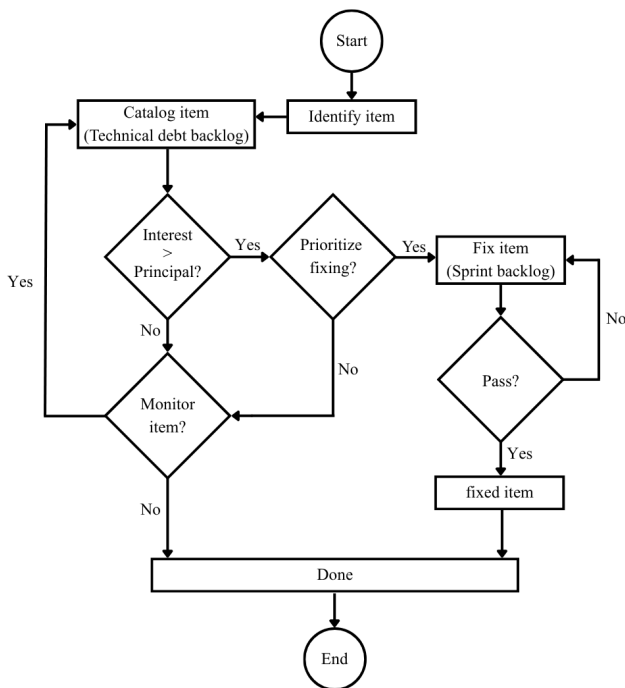 Start
Identify item
Catalog item
(Technical debt backlog)
Interest
>
Principal?
Yes
Prioritize
fixing?
Yes
Fix item
(Sprint backlog)
Yes
No
No
No
Monitor
item?
Pass?
Yes
No
fixed item
Done
End